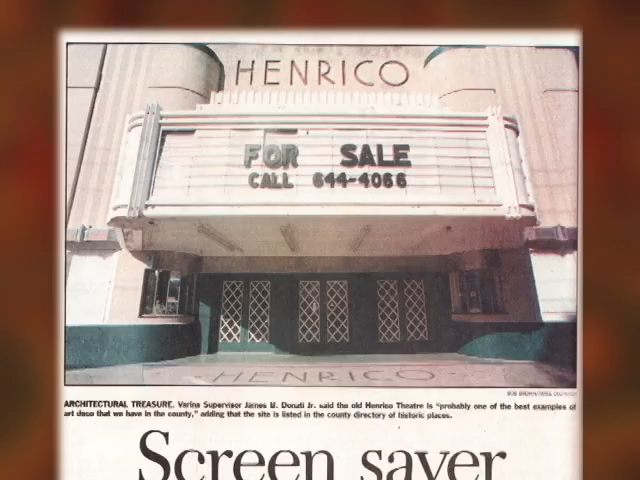 HENRICO
FOR SALE
CALL 644-4066
HENRICO
ARCHITECTURAL TREASURE. Varina Supervisor James B. Donati Jr. said the old Henrico Theatre is "probably one of the best examples of
art deco that we have in the county," adding that the site is listed in the county directory of historic places.
Screen saver